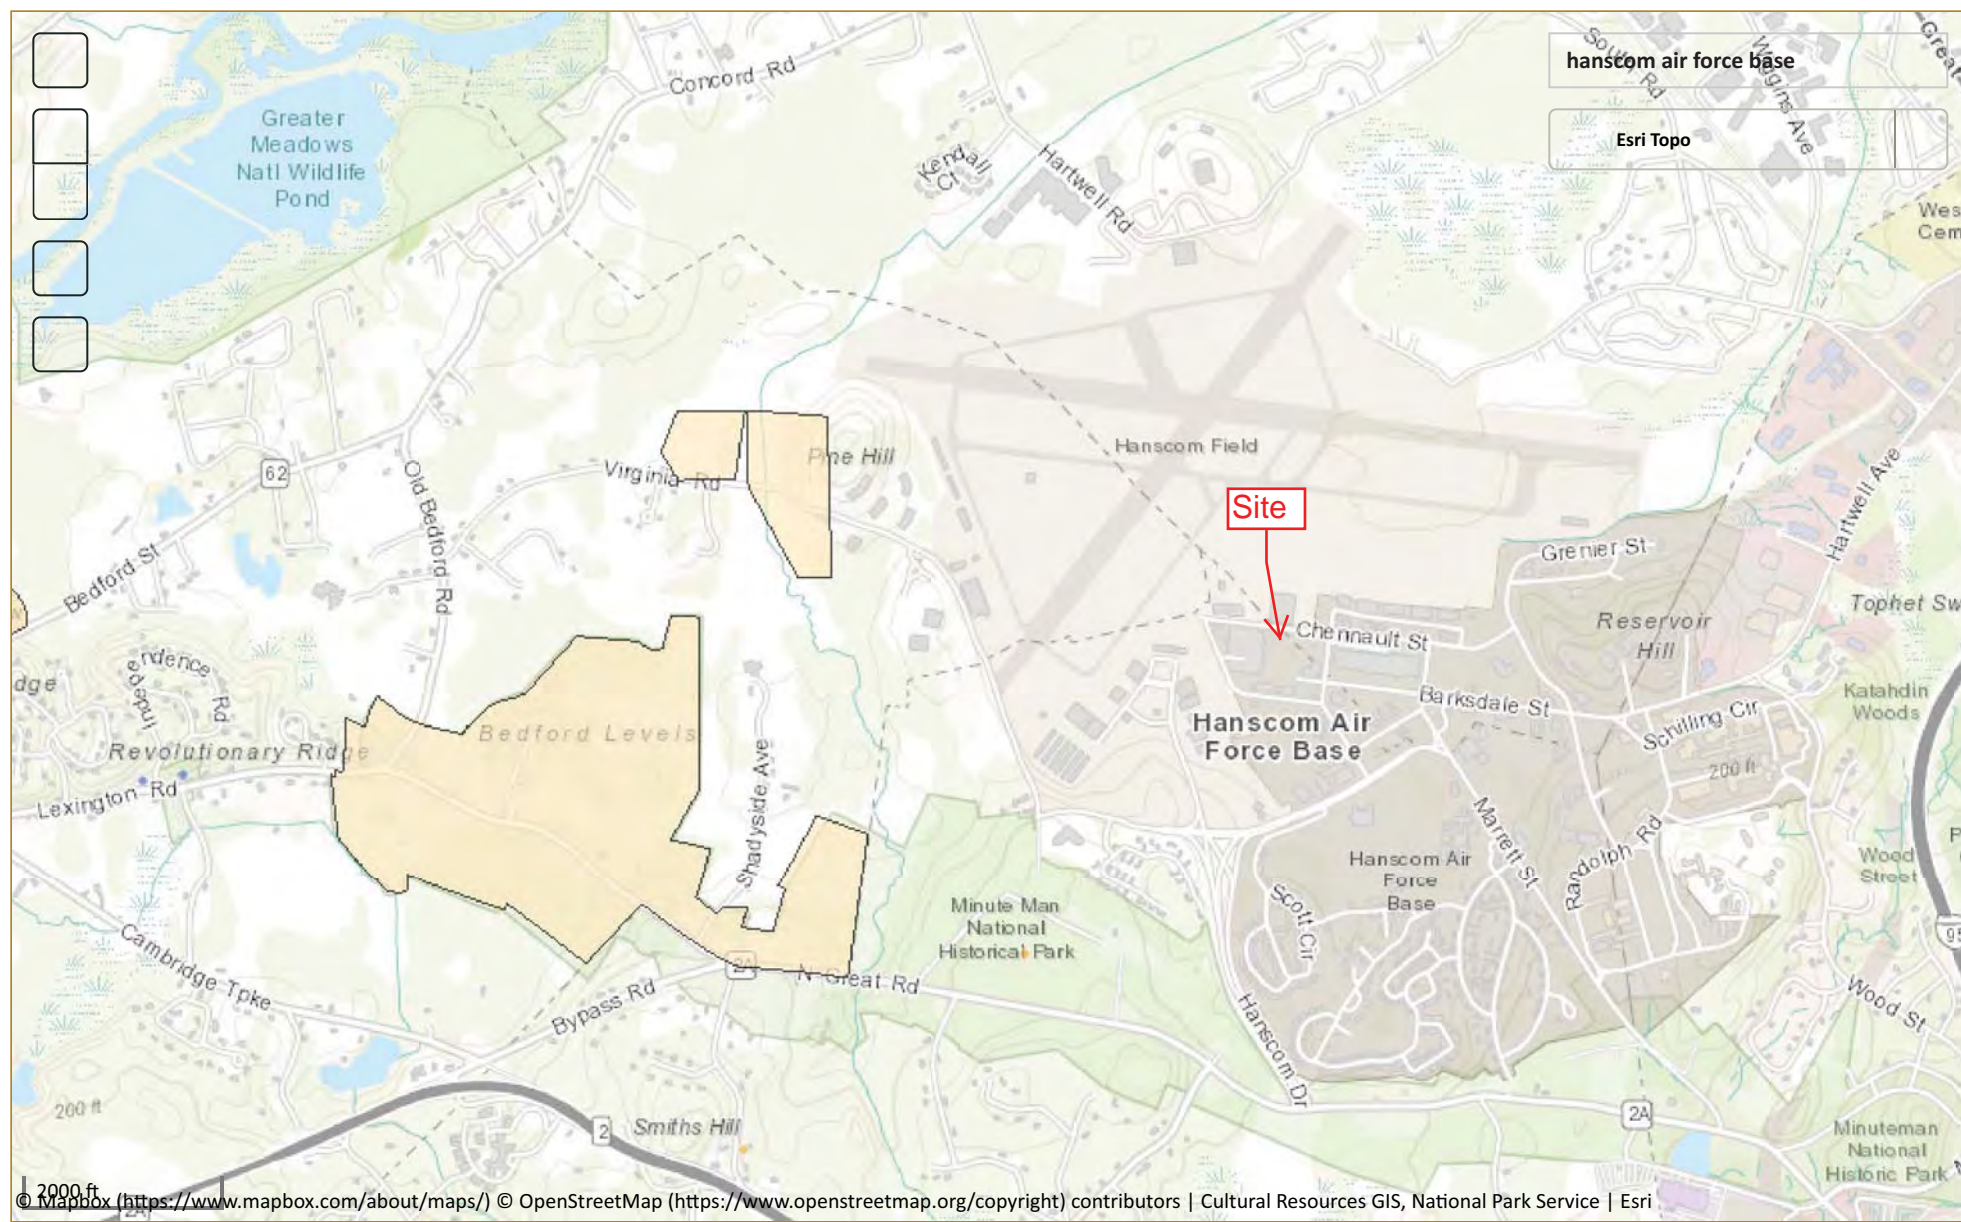 hanscom air force base
Esri Topo
South Rd
Wiggins Ave
Great
Concord Rd
Greater
Meadows
Natl Wildlife
Pond
Kendall
Ct
Hartwell Rd
Wes
Cem
Hanscom Field
Pine Hill
Virginia Rd
62
Old Bedford Rd
Bedford St
Site
Hartwell Ave
Grenier St
Tophet Sw
Reservoir
Hill
Chennault St
Barksdale St
Katahdin
Woods
Schilling Cir
200 ft
Hanscom Air
Force Base
dge
Independence Rd
Revolutionary Ridge
Bedford Levels
Lexington Rd
Shadyside Ave
Marrett St
Randolph Rd
Wood
Street
P
Hanscom Air
Force
Base
Scott Cir
Minute Man
National
Historical Park
95
Cambridge Tpke
2A
N Great Rd
Bypass Rd
Wood St
Hanscom Dr
200 ft
2
Smiths Hill
2A
Minuteman
National
Historic Park
2000 ft
2A
© Mapbox (https://www.mapbox.com/about/maps/) © OpenStreetMap (https://www.openstreetmap.org/copyright) contributors | Cultural Resources GIS, National Park Service | Esri